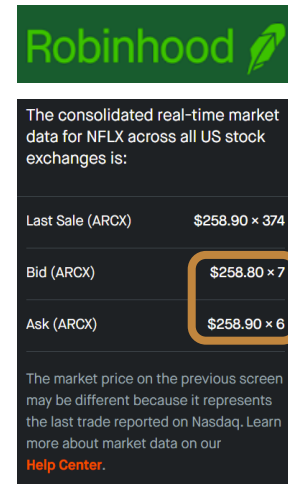 Robinhood
The consolidated real-time market
data for NFLX across all US stock
exchanges is:
Last Sale (ARCX) $258.90 × 374
Bid (ARCX) $258.80 × 7
Ask (ARCX) $258.90 × 6
The market price on the previous screen
may be different because it represents
the last trade reported on Nasdaq. Learn
more about market data on our
Help Center.